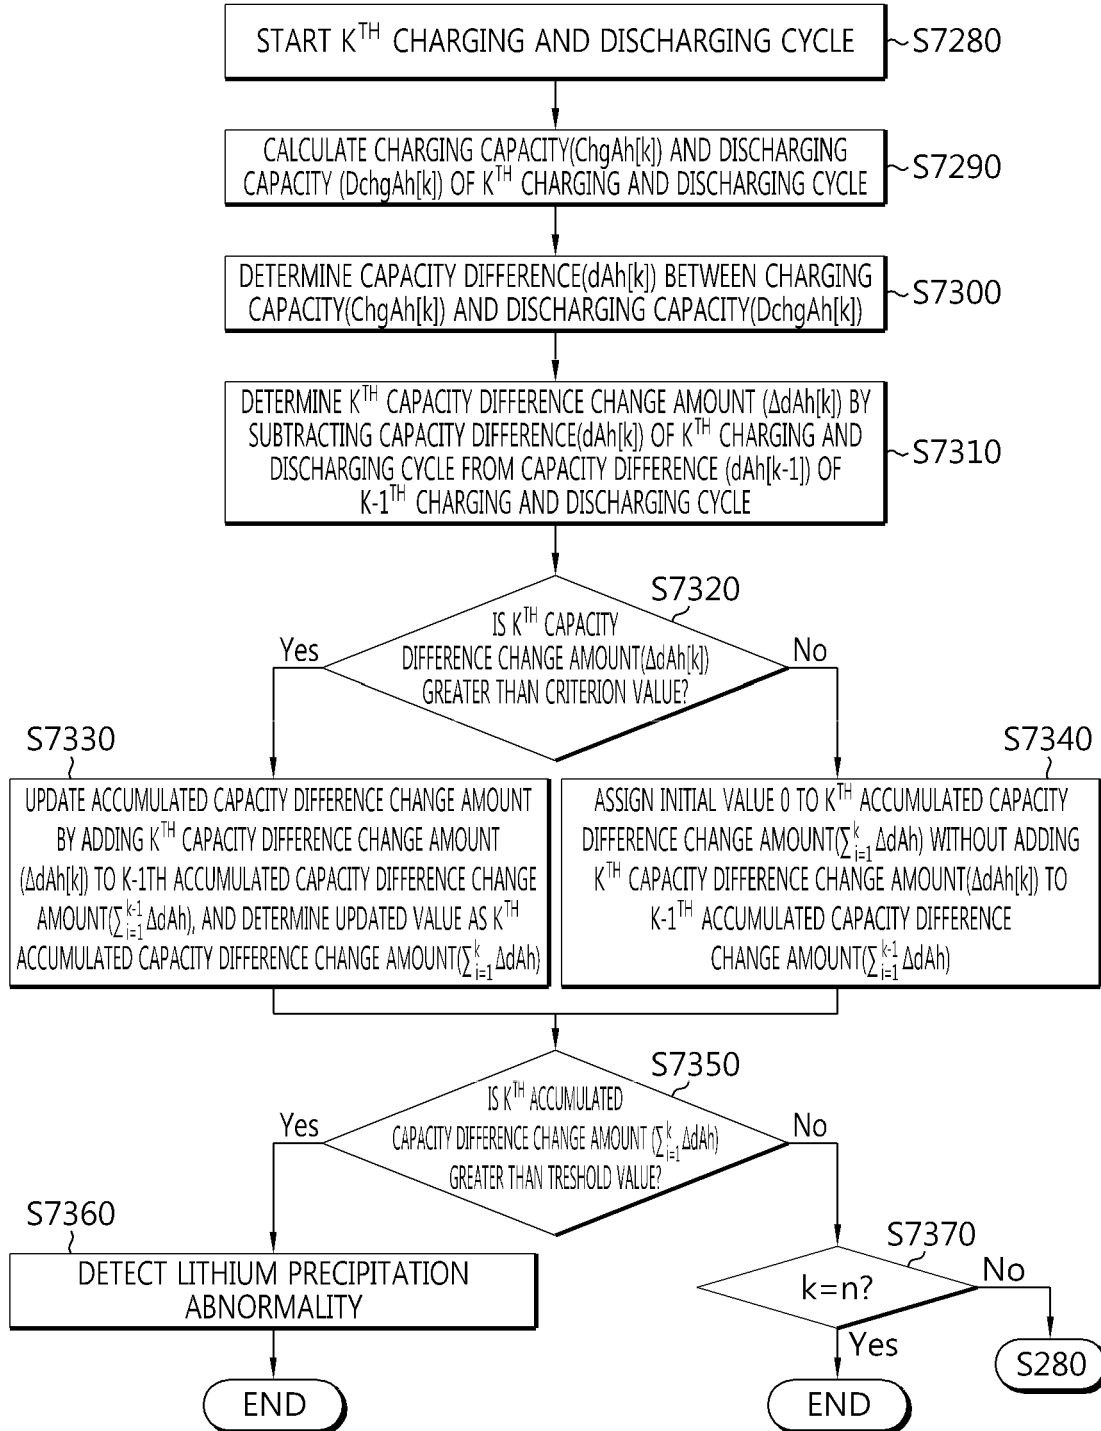 START K^TH CHARGING AND DISCHARGING CYCLE
S7280
CALCULATE CHARGING CAPACITY(ChgAh[k]) AND DISCHARGING
CAPACITY (DchgAh[k]) OF K^TH CHARGING AND DISCHARGING CYCLE
S7290
DETERMINE CAPACITY DIFFERENCE(dAh[k]) BETWEEN CHARGING
CAPACITY(ChgAh[k]) AND DISCHARGING CAPACITY(DchgAh[k])
S7300
DETERMINE K^TH CAPACITY DIFFERENCE CHANGE AMOUNT (ΔdAh[k]) BY
SUBTRACTING CAPACITY DIFFERENCE(dAh[k]) OF K^TH CHARGING AND
DISCHARGING CYCLE FROM CAPACITY DIFFERENCE (dAh[k-1]) OF
K-1^TH CHARGING AND DISCHARGING CYCLE
S7310
S7320
IS K^TH CAPACITY
DIFFERENCE CHANGE AMOUNT(ΔdAh[k])
GREATER THAN CRITERION VALUE?
Yes
No
S7330
UPDATE ACCUMULATED CAPACITY DIFFERENCE CHANGE AMOUNT
BY ADDING K^TH CAPACITY DIFFERENCE CHANGE AMOUNT
(ΔdAh[k]) TO K-1TH ACCUMULATED CAPACITY DIFFERENCE CHANGE
AMOUNT(∑_{i=1}^{k-1} ΔdAh), AND DETERMINE UPDATED VALUE AS K^TH
ACCUMULATED CAPACITY DIFFERENCE CHANGE AMOUNT(∑_{i=1}^{k} ΔdAh)
S7340
ASSIGN INITIAL VALUE 0 TO K^TH ACCUMULATED CAPACITY
DIFFERENCE CHANGE AMOUNT(∑_{i=1}^{k} ΔdAh) WITHOUT ADDING
K^TH CAPACITY DIFFERENCE CHANGE AMOUNT(ΔdAh[k]) TO
K-1^TH ACCUMULATED CAPACITY DIFFERENCE
CHANGE AMOUNT(∑_{i=1}^{k-1} ΔdAh)
S7350
IS K^TH ACCUMULATED
CAPACITY DIFFERENCE CHANGE AMOUNT (∑_{i=1}^{k} ΔdAh)
GREATER THAN TRESHOLD VALUE?
Yes
No
S7360
DETECT LITHIUM PRECIPITATION
ABNORMALITY
END
S7370
k=n?
No
Yes
S280
END